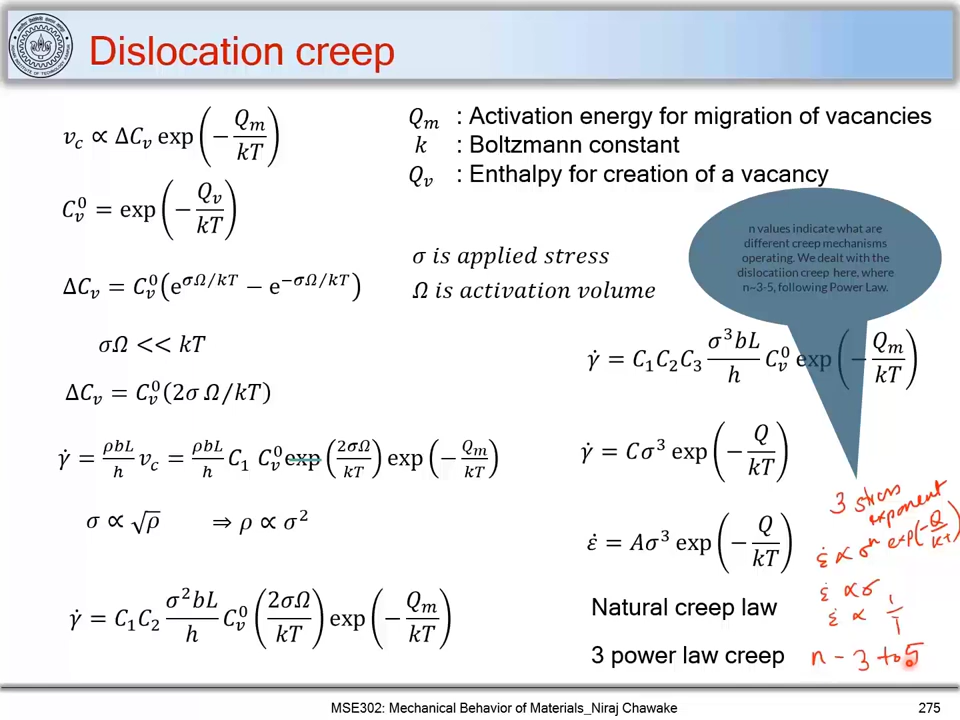 Dislocation creep
v_c ∝ ΔC_v exp(−Q_m/kT)
C_v^0 = exp(−Q_v/kT)
ΔC_v = C_v^0(e^{σΩ/kT} − e^{−σΩ/kT})
σΩ << kT
ΔC_v = C_v^0(2σ Ω/kT)
γ̇ = ρbL/h v_c = ρbL/h C_1 C_v^0 exp(2σΩ/kT) exp(−Q_m/kT)
σ ∝ √ρ ⇒ ρ ∝ σ^2
γ̇ = C_1C_2 σ^2bL/h C_v^0 (2σΩ/kT) exp(−Q_m/kT)
Q_m : Activation energy for migration of vacancies
k : Boltzmann constant
Q_v : Enthalpy for creation of a vacancy
σ is applied stress
Ω is activation volume
n values indicate what are
different creep mechanisms
operating. We dealt with the
dislocatiion creep here, where
n~3-5, following Power Law.
γ̇ = C_1C_2C_3 σ^3bL/h C_v^0 exp(−Q_m/kT)
γ̇ = Cσ^3 exp(−Q/kT)
ε̇ = Aσ^3 exp(−Q/kT)
Natural creep law
3 power law creep
3 stress
exponent
ε̇ ∝ σ^n exp(−Q/kT)
ε̇ ∝ σ
ε̇ ∝ 1/T
n - 3 to 5
MSE302: Mechanical Behavior of Materials_Niraj Chawake
275